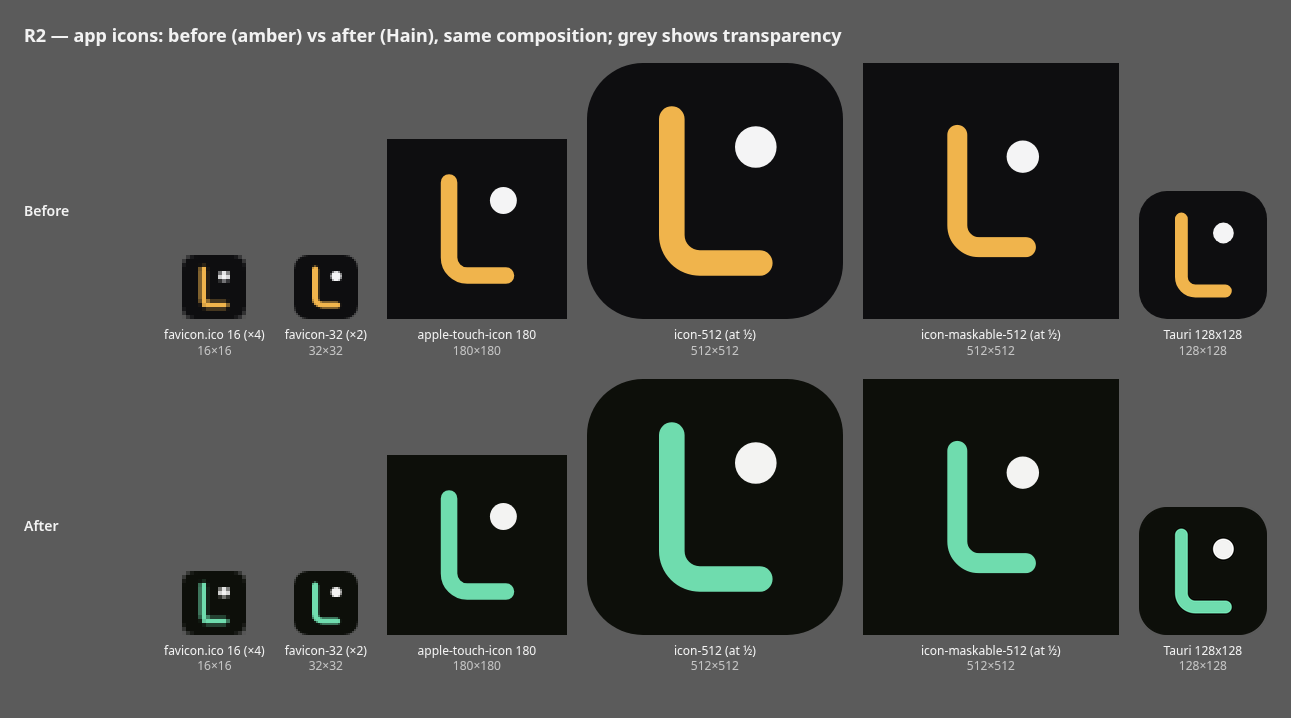 R2 — app icons: before (amber) vs after (Hain), same composition; grey shows transparency
Before
favicon.ico 16 (×4)
16×16
favicon-32 (×2)
32×32
apple-touch-icon 180
180×180
icon-512 (at ½)
512×512
icon-maskable-512 (at ½)
512×512
Tauri 128x128
128×128
After
favicon.ico 16 (×4)
16×16
favicon-32 (×2)
32×32
apple-touch-icon 180
180×180
icon-512 (at ½)
512×512
icon-maskable-512 (at ½)
512×512
Tauri 128x128
128×128